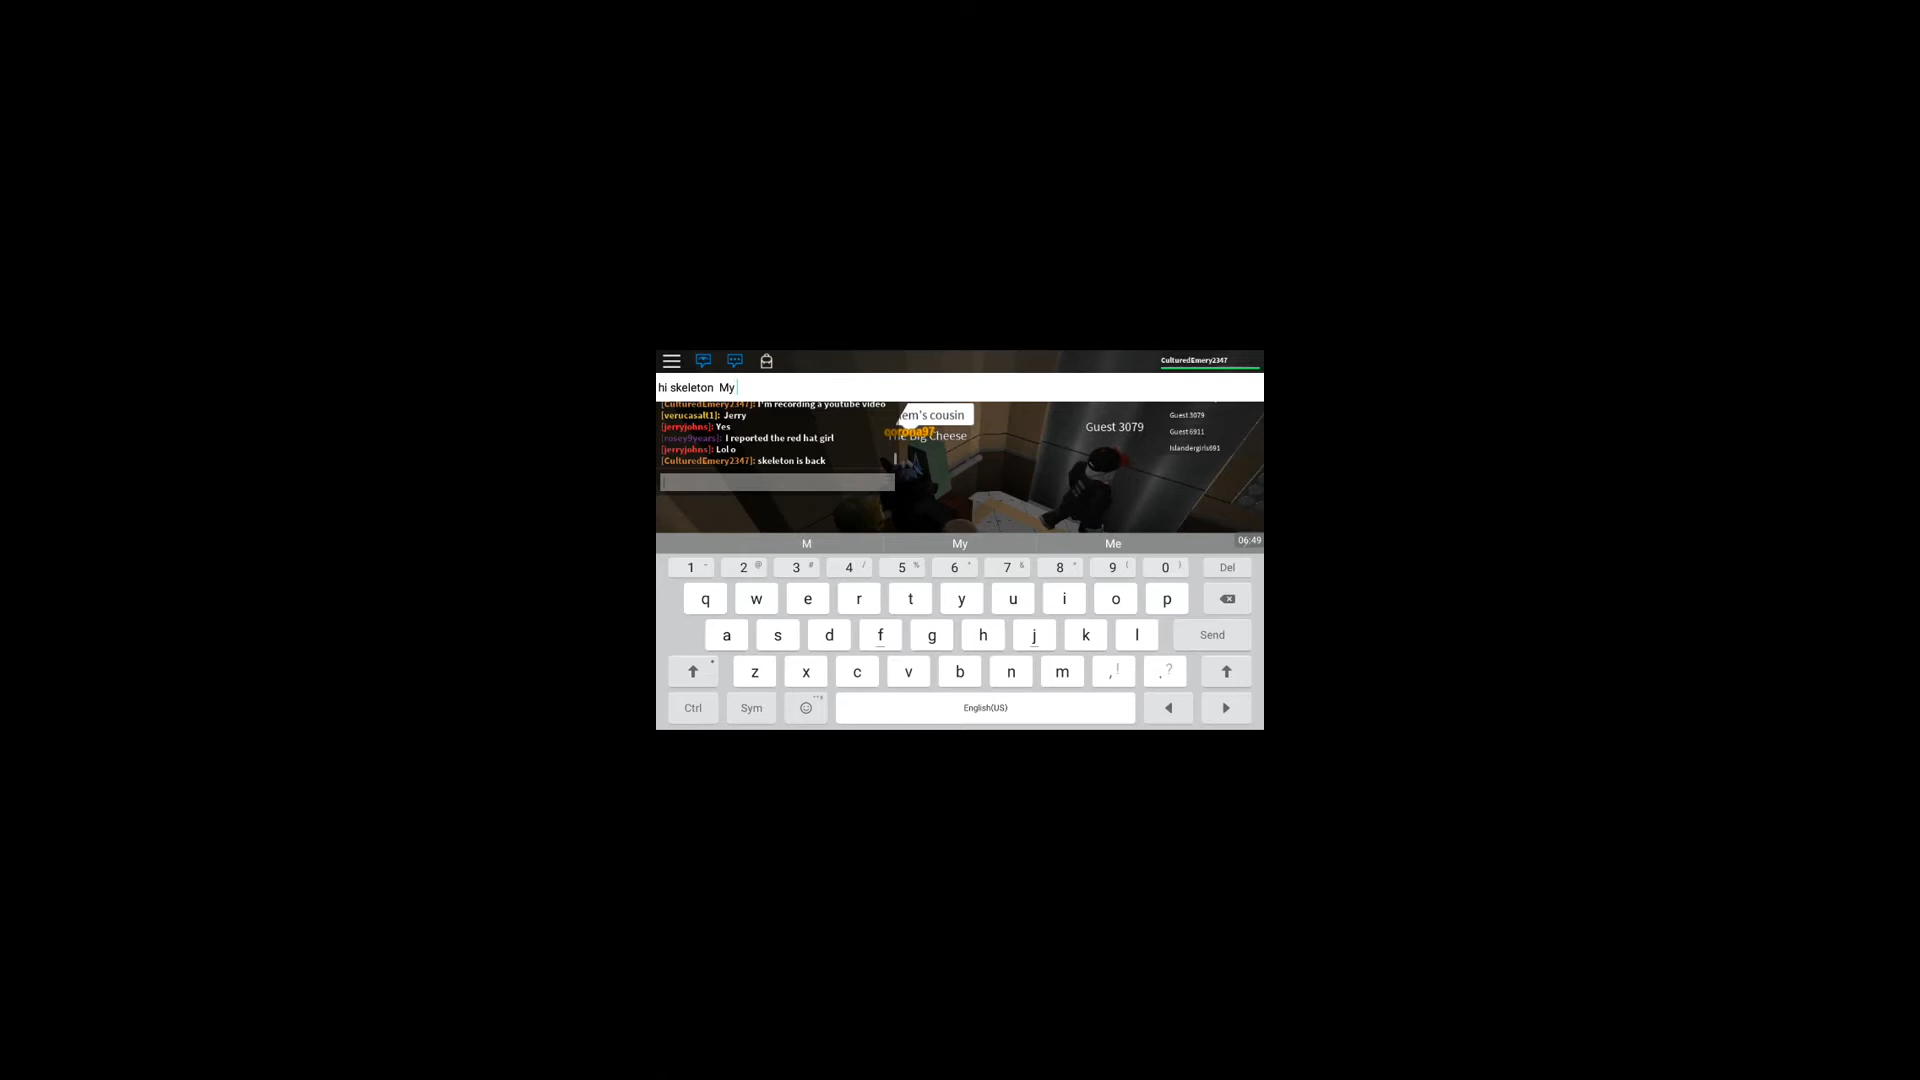 CulturedEmery2347
hi skeleton  My
[CulturedEmery2347]: I'm recording a youtube video
[verucasalt1]: Jerry
[jerryjohns]: Yes
[rosey9years]: I reported the red hat girl
[jerryjohns]: Lol o
[CulturedEmery2347]: skeleton is back
em's cousin
corona97
The Big Cheese
Guest 3079
Guest 3079
Guest 6911
Islandergirls691
M My Me
06:49
1 - 2 @ 3 # 4 / 5 % 6 ^ 7 & 8 * 9 ( 0 ) Del
q w e r t y u i o p
a s d f g h j k l Send
z x c v b n m , ! . ?
Ctrl Sym English(US)